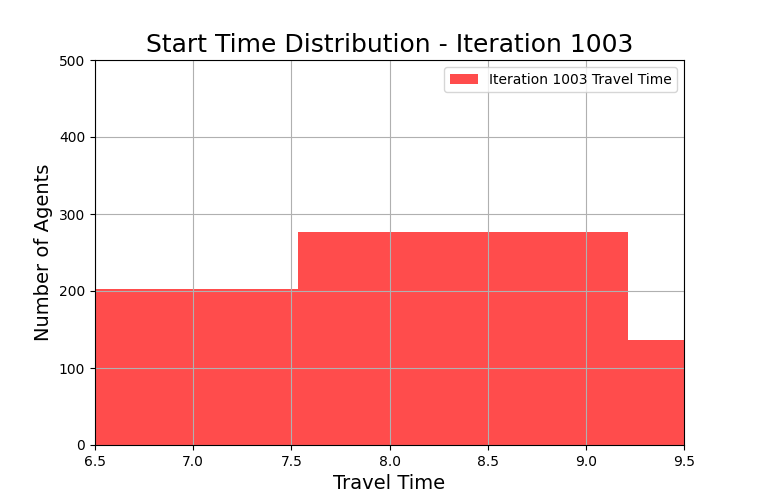 Start Time Distribution - Iteration 1003
Iteration 1003 Travel Time
Number of Agents
500
400
300
200
100
0
6.5 7.0 7.5 8.0 8.5 9.0 9.5
Travel Time